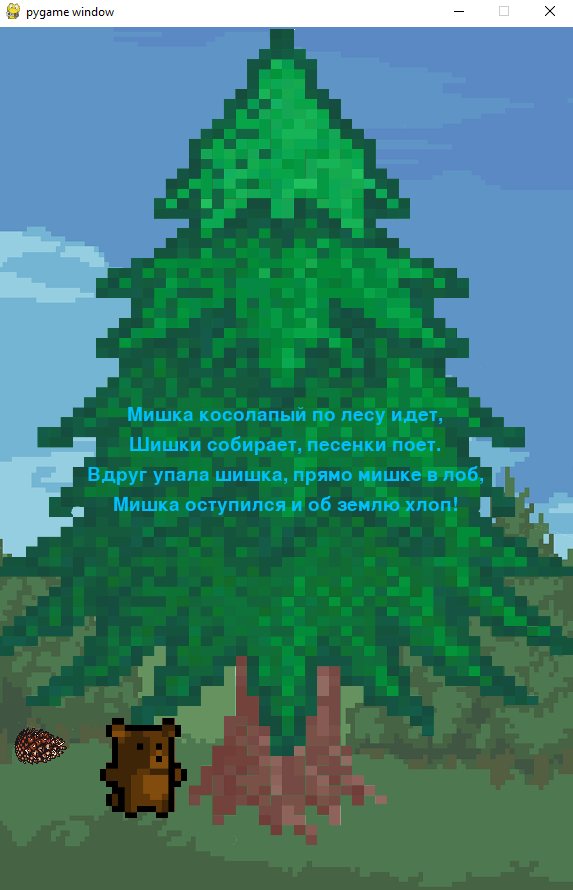 pygame window
Мишка косолапый по лесу идет,
Шишки собирает, песенки поет.
Вдруг упала шишка, прямо мишке в лоб,
Мишка оступился и об землю хлоп!